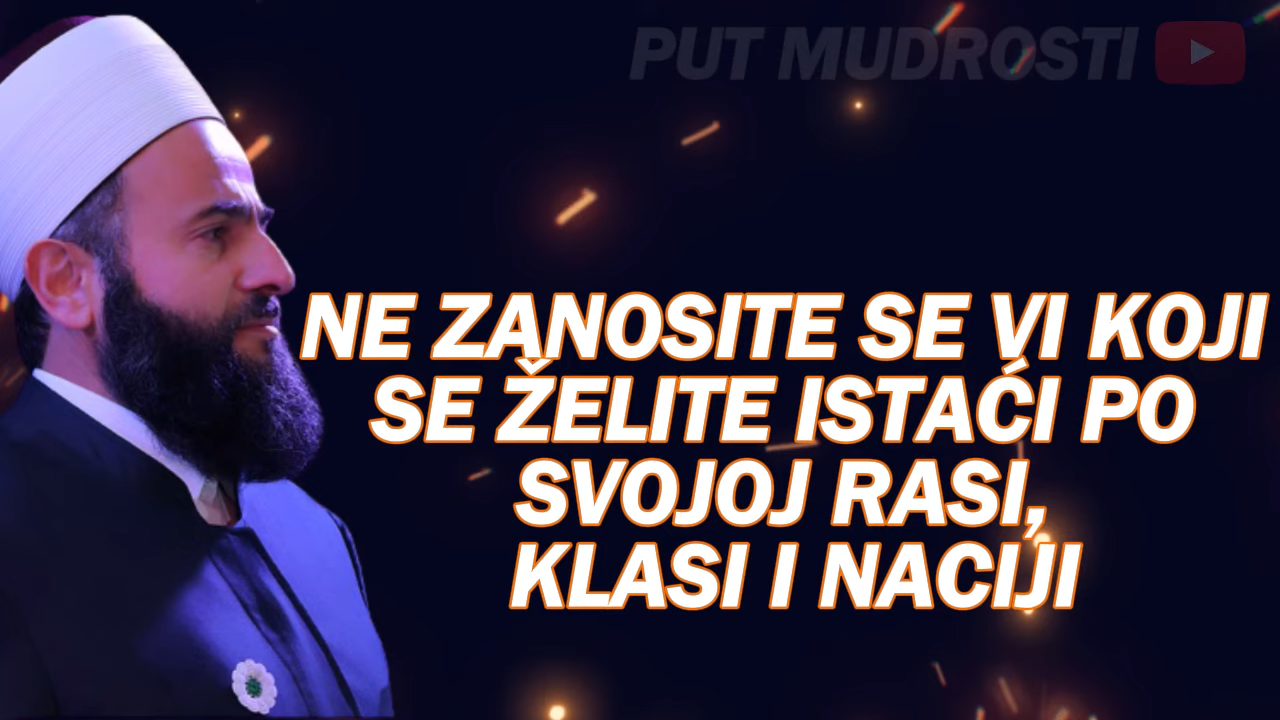 PUT MUDROSTI
NE ZANOSITE SE VI KOJI
SE ŽELITE ISTAĆI PO
SVOJOJ RASI,
KLASI I NACIJI